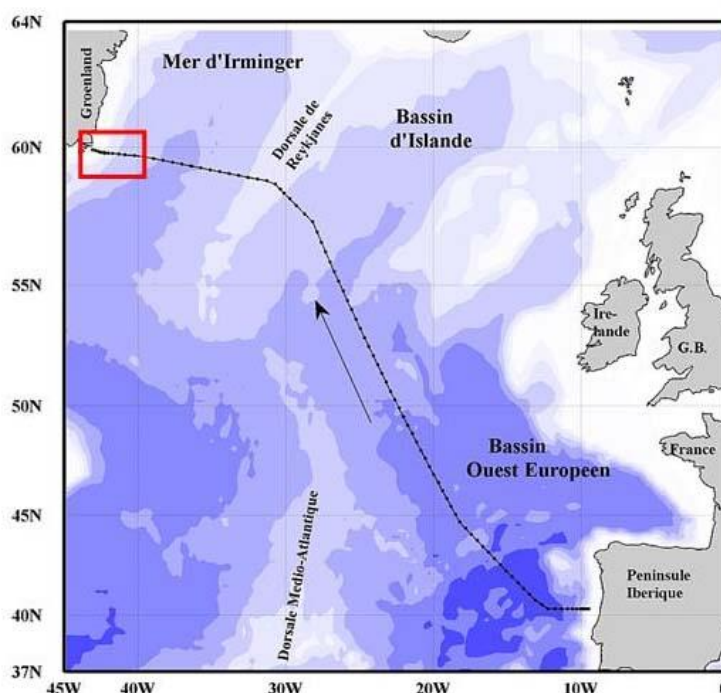 64N
Mer d'Irminger
Groenland
Dorsale de
Reykjanes
Bassin
d'Islande
60N
55N
Ire-
lande
G.B.
50N
Bassin
Ouest Europeen
France
45N
Dorsale Medio-Atlantique
Peninsule
Iberique
40N
37N
45W
40W
30W
20W
10W